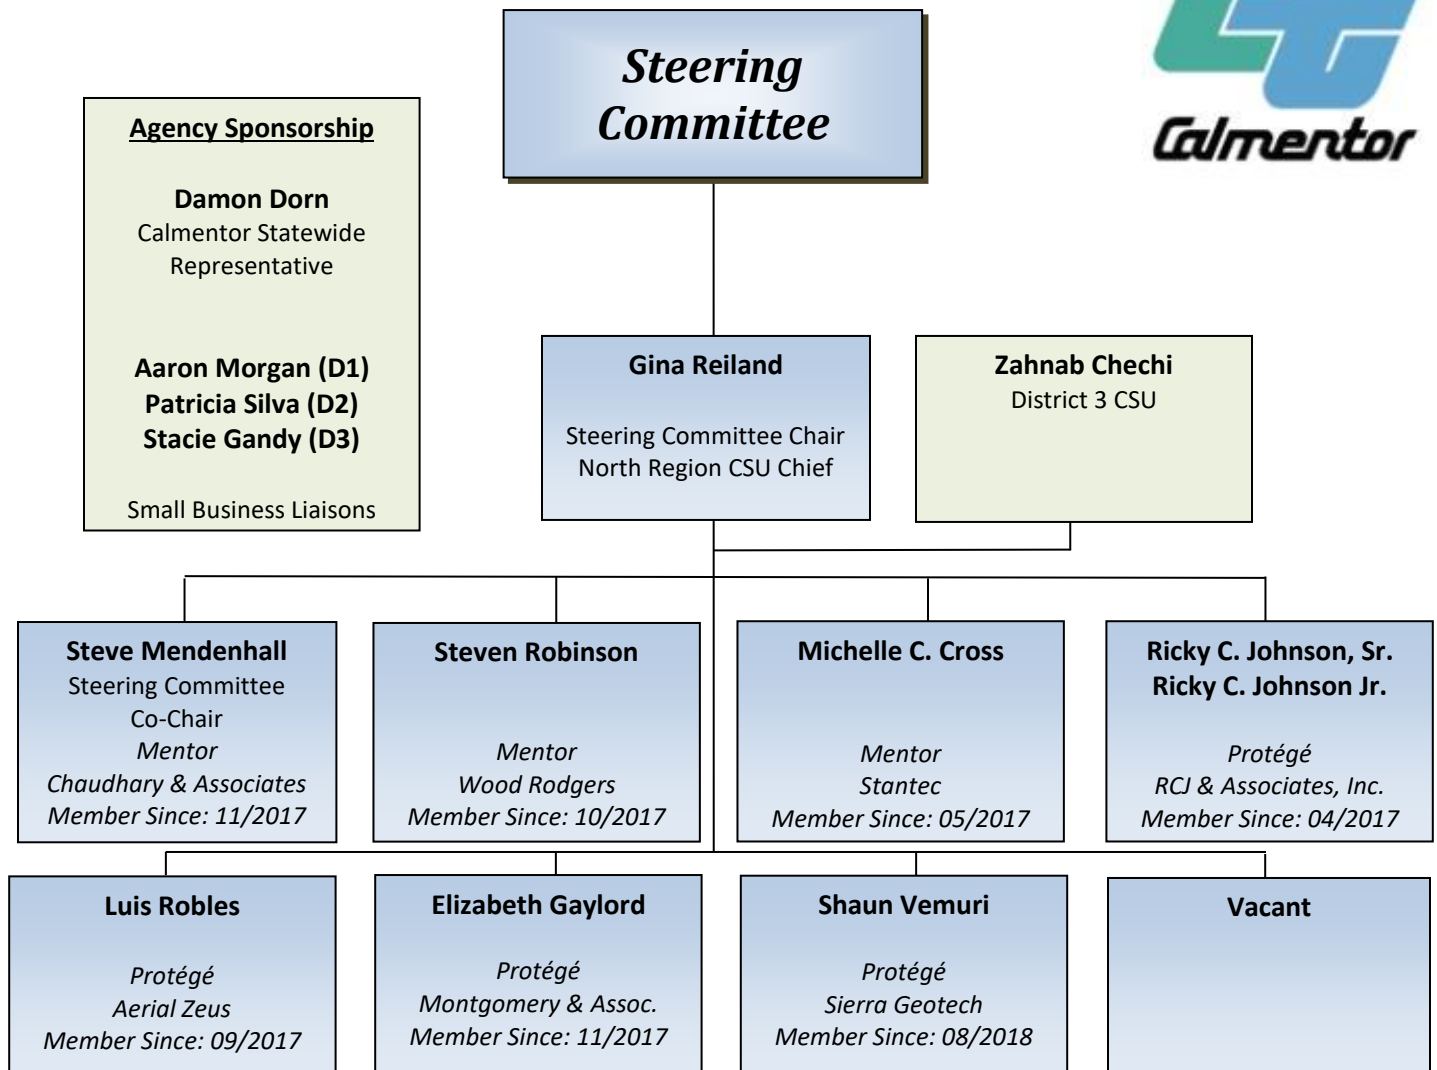 Steering
Committee
Calmentor
Agency Sponsorship
Damon Dorn
Calmentor Statewide
Representative
Aaron Morgan (D1)
Patricia Silva (D2)
Stacie Gandy (D3)
Small Business Liaisons
Gina Reiland
Steering Committee Chair
North Region CSU Chief
Zahnab Chechi
District 3 CSU
Steve Mendenhall
Steering Committee
Co-Chair
Mentor
Chaudhary & Associates
Member Since: 11/2017
Steven Robinson
Mentor
Wood Rodgers
Member Since: 10/2017
Michelle C. Cross
Mentor
Stantec
Member Since: 05/2017
Ricky C. Johnson, Sr.
Ricky C. Johnson Jr.
Protégé
RCJ & Associates, Inc.
Member Since: 04/2017
Luis Robles
Protégé
Aerial Zeus
Member Since: 09/2017
Elizabeth Gaylord
Protégé
Montgomery & Assoc.
Member Since: 11/2017
Shaun Vemuri
Protégé
Sierra Geotech
Member Since: 08/2018
Vacant